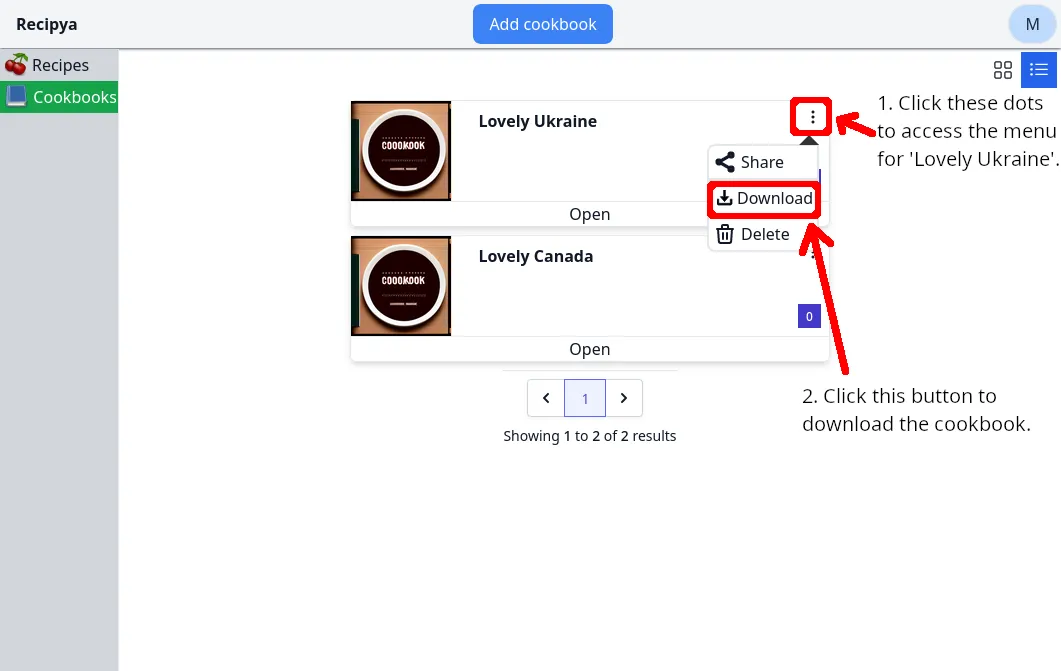 Recipya
Add cookbook
M
Recipes
Cookbooks
1. Click these dots
to access the menu
for 'Lovely Ukraine'.
COOOKOOK
Lovely Ukraine
Share
Download
Delete
Open
COOOKOOK
Lovely Canada
0
Open
1
Showing 1 to 2 of 2 results
2. Click this button to
download the cookbook.